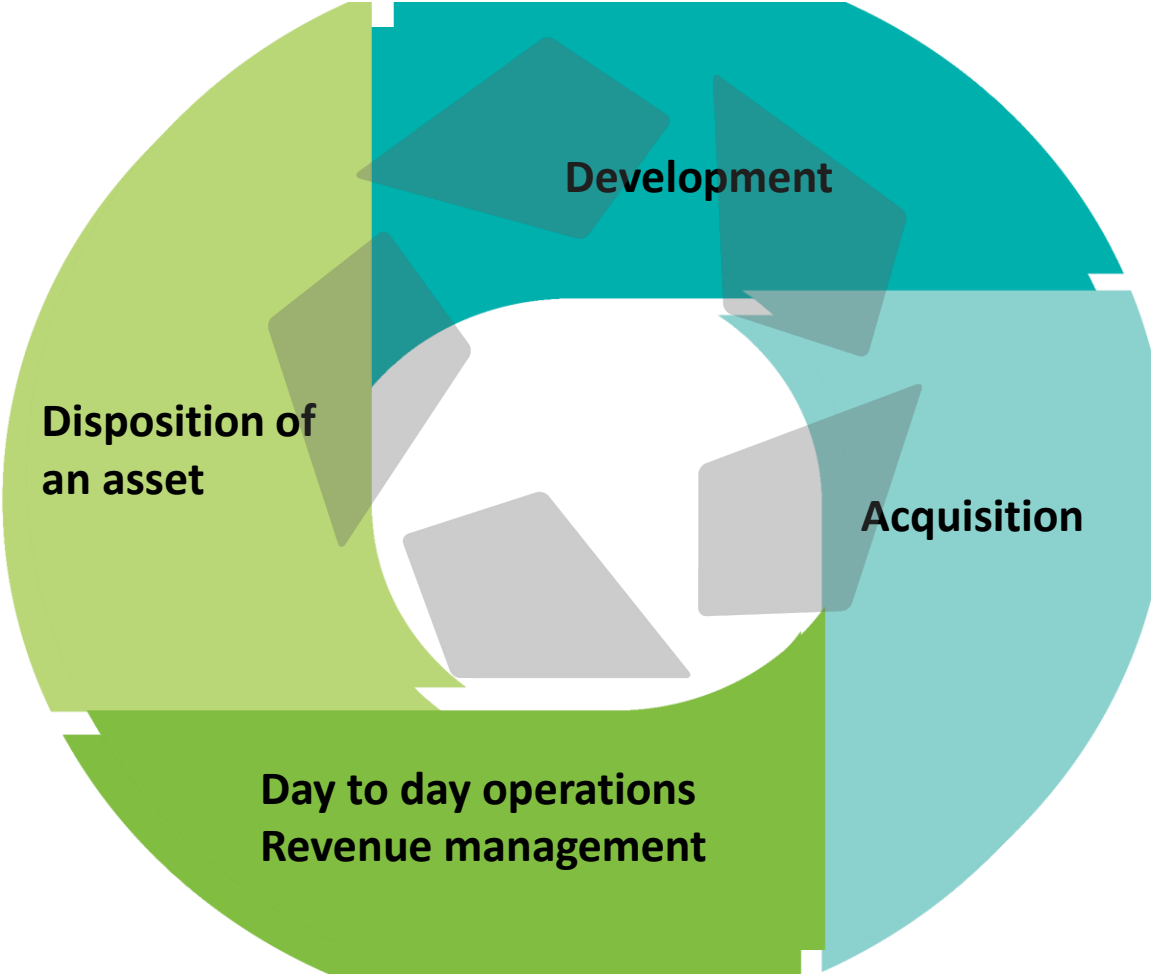 Development
Disposition of
an asset
Acquisition
Day to day operations
Revenue management